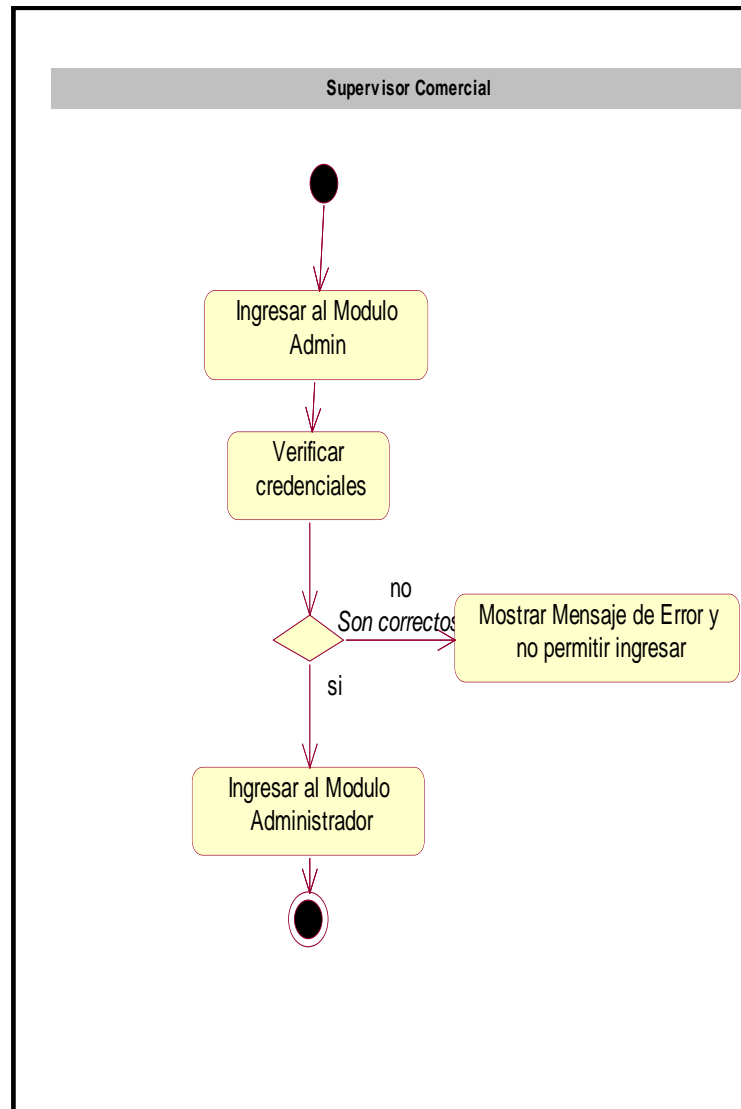 Supervisor Comercial
Ingresar al Modulo
Admin
Verificar
credenciales
no
Son correctos
Mostrar Mensaje de Error y
no permitir ingresar
si
Ingresar al Modulo
Administrador